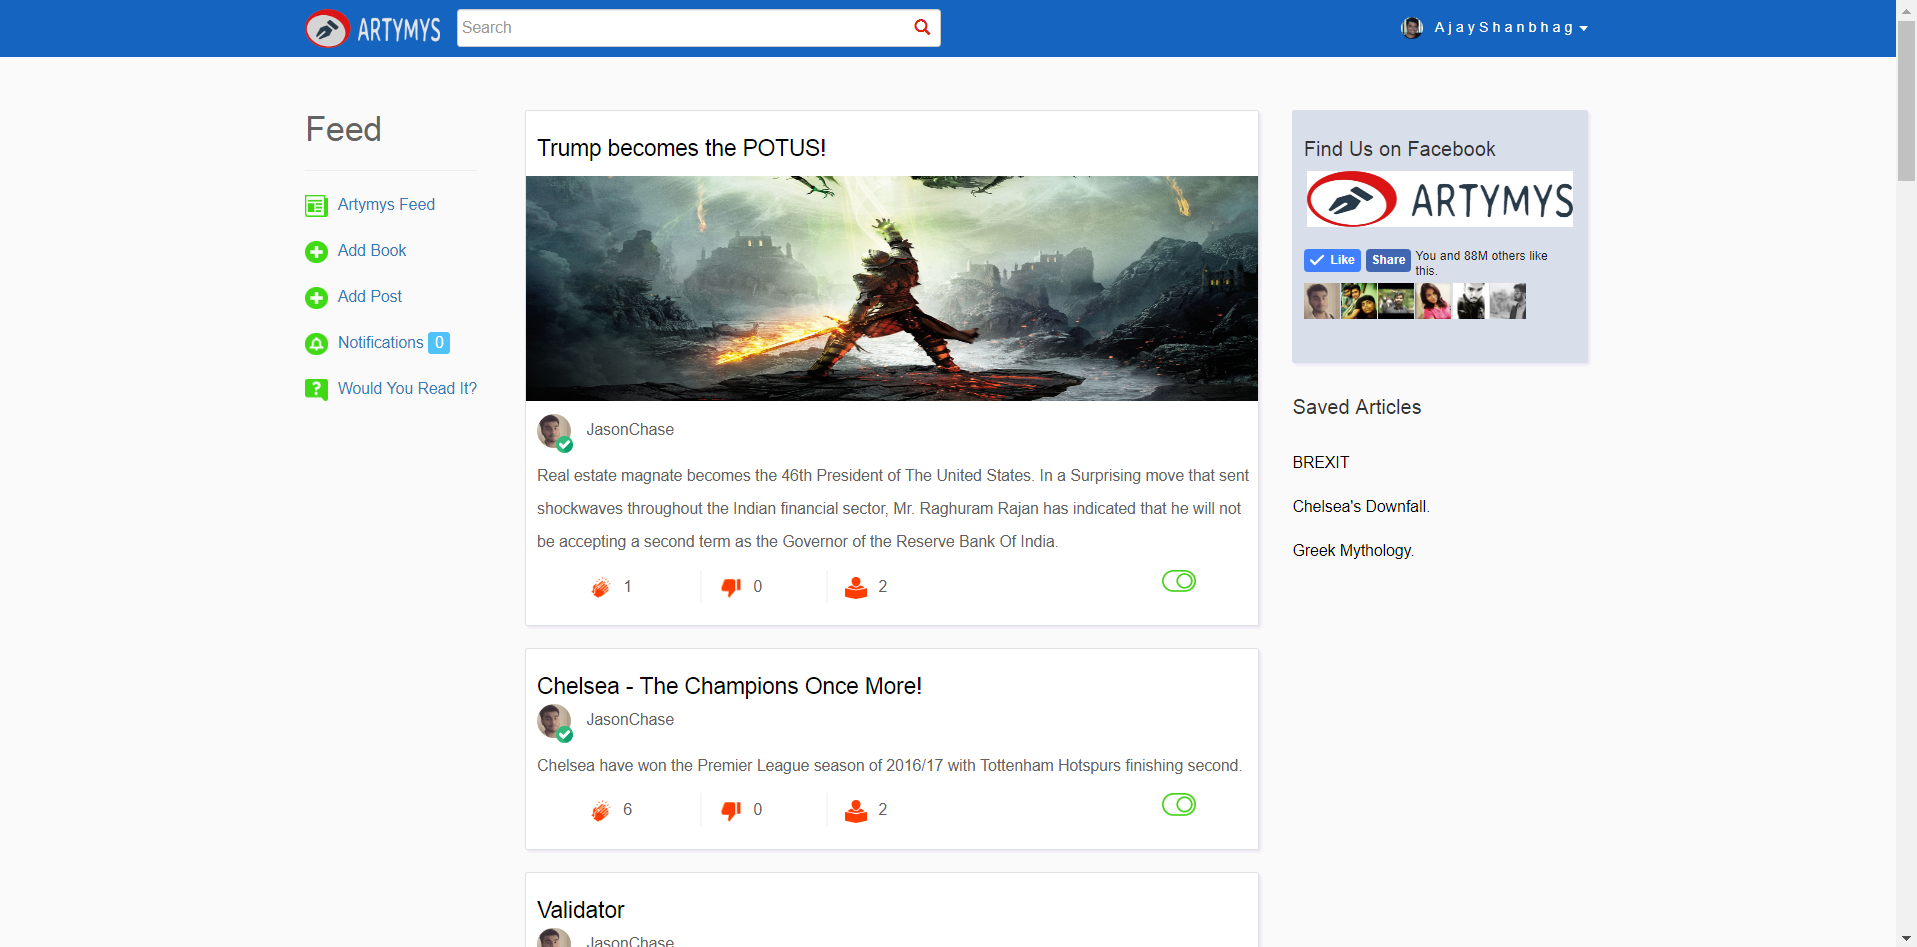 ARTYMYS
Search
AjayShanbhag
Feed
Artymys Feed
Add Book
Add Post
Notifications 0
Would You Read It?
Trump becomes the POTUS!
JasonChase
Real estate magnate becomes the 46th President of The United States. In a Surprising move that sent
shockwaves throughout the Indian financial sector, Mr. Raghuram Rajan has indicated that he will not
be accepting a second term as the Governor of the Reserve Bank Of India.
1 0 2
Chelsea - The Champions Once More!
JasonChase
Chelsea have won the Premier League season of 2016/17 with Tottenham Hotspurs finishing second.
6 0 2
Validator
JasonChase
Find Us on Facebook
ARTYMYS
Like Share You and 88M others like
this.
Saved Articles
BREXIT
Chelsea's Downfall.
Greek Mythology.